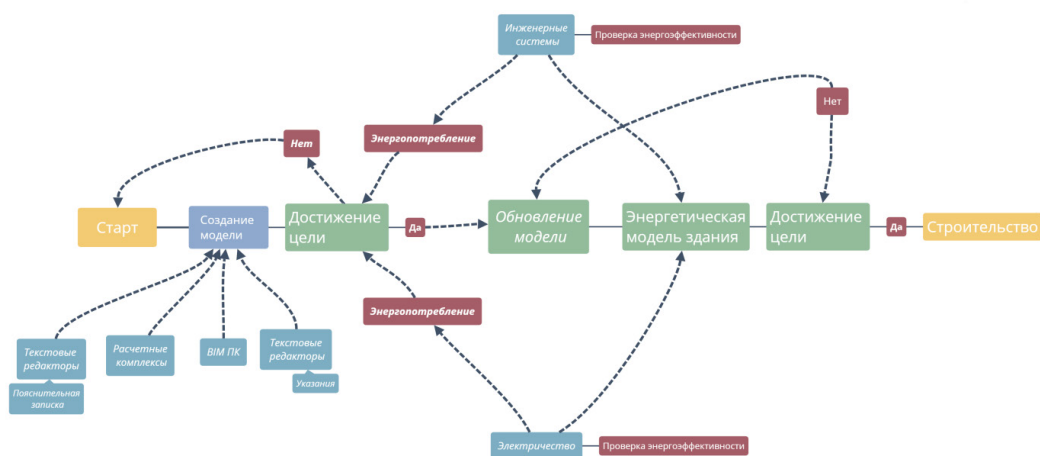 Инженерные
системы
Проверка энергоэффективности
Нет
Нет
Энергопотребление
Старт
Создание
модели
Достижение
цели
Да
Обновление
модели
Энергетическая
модель здания
Достижение
цели
Да
Строительство
Энергопотребление
Текстовые
редакторы
Пояснительная
записка
Расчетные
комплексы
BIM ПК
Текстовые
редакторы
Указания
Электричество
Проверка энергоэффективности